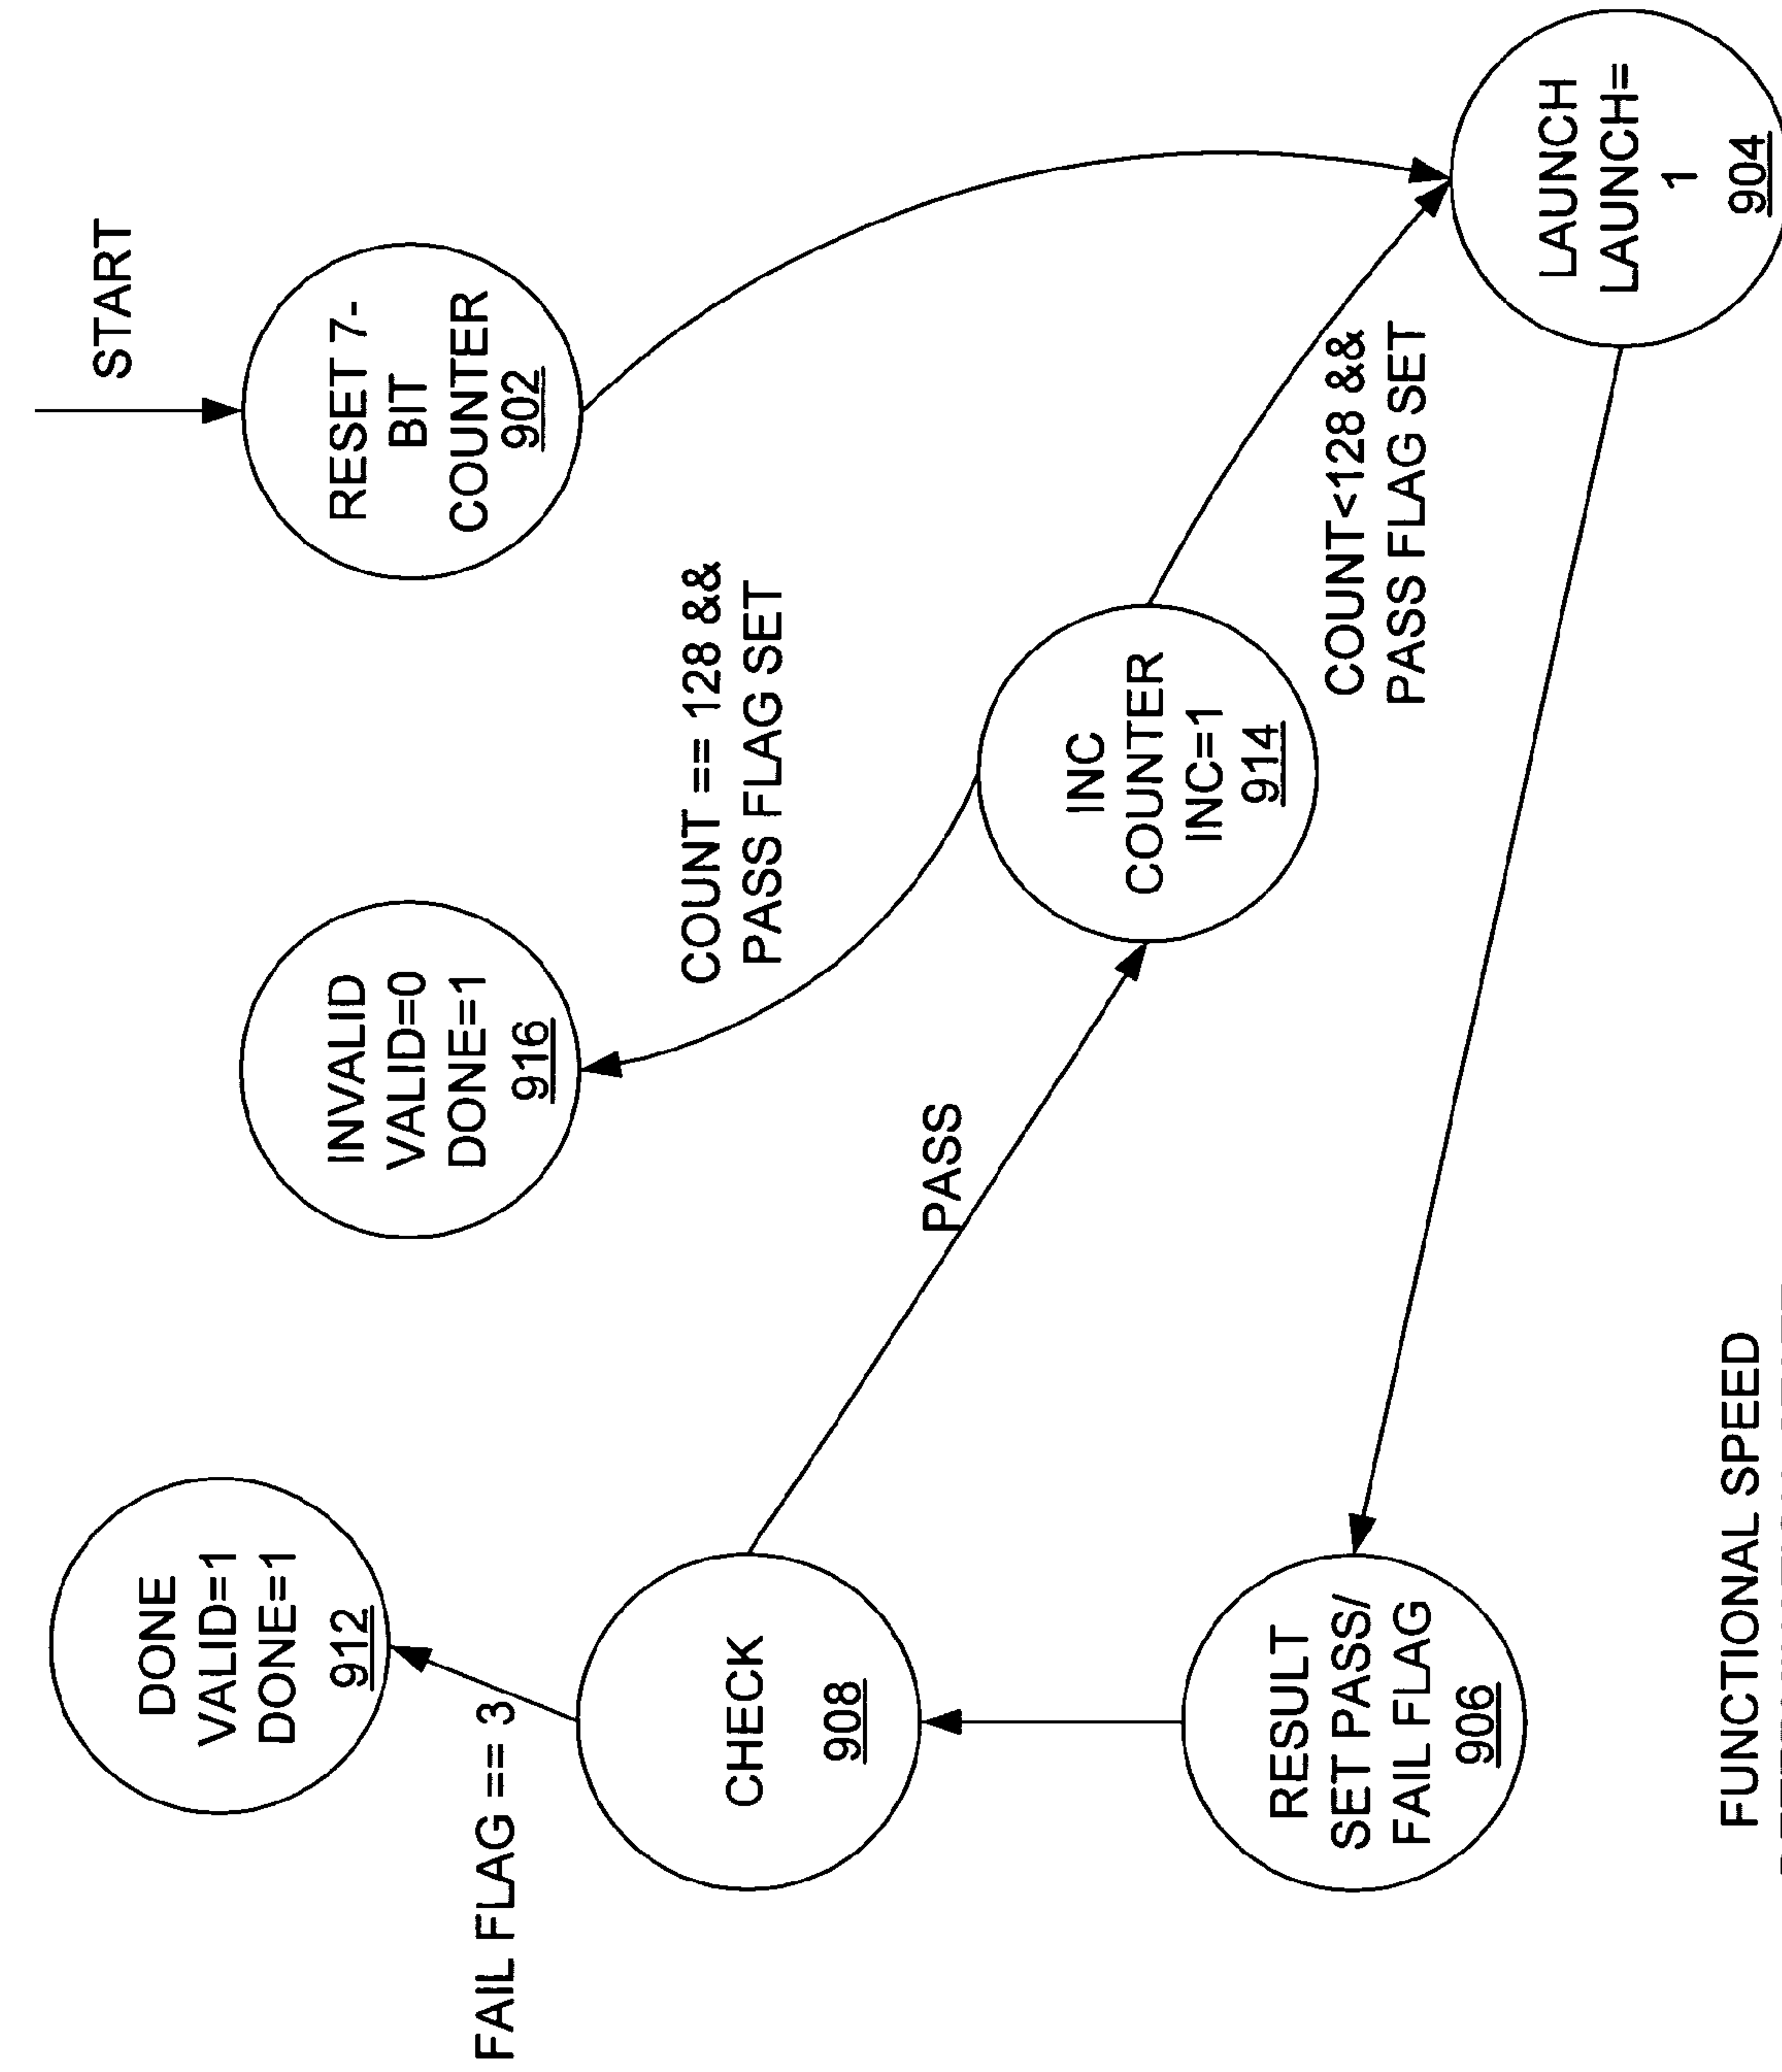 START
DONE
VALID=1
DONE=1
912
INVALID
VALID=0
DONE=1
916
RESET 7-
BIT
COUNTER
902
FAIL FLAG == 3
COUNT == 128 &&
PASS FLAG SET
CHECK
908
PASS
INC
COUNTER
INC=1
914
RESULT
SET PASS/
FAIL FLAG
906
COUNT<128 &&
PASS FLAG SET
LAUNCH
LAUNCH=
1
904
FUNCTIONAL SPEED